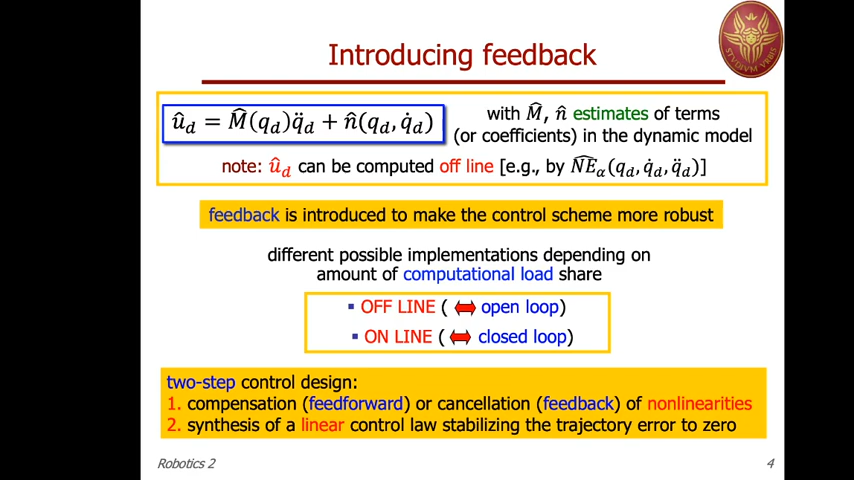 Introducing feedback
STVDIVM VRBIS
û_d = M̂(q_d)q̈_d + n̂(q_d, q̇_d)
with M̂, n̂ estimates of terms
(or coefficients) in the dynamic model
note: û_d can be computed off line [e.g., by N̂E_α(q_d, q̇_d, q̈_d)]
feedback is introduced to make the control scheme more robust
different possible implementations depending on
amount of computational load share
▪ OFF LINE ( ⇔ open loop)
▪ ON LINE ( ⇔ closed loop)
two-step control design:
1. compensation (feedforward) or cancellation (feedback) of nonlinearities
2. synthesis of a linear control law stabilizing the trajectory error to zero
Robotics 2
4